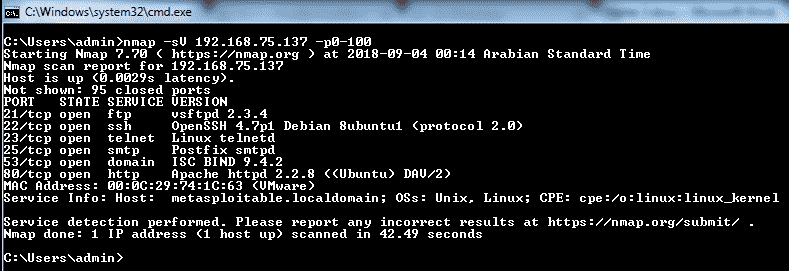 C:\Windows\system32\cmd.exe
C:\Users\admin>nmap -sV 192.168.75.137 -p0-100
Starting Nmap 7.70 ( https://nmap.org ) at 2018-09-04 00:14 Arabian Standard Time
Nmap scan report for 192.168.75.137
Host is up (0.0029s latency).
Not shown: 95 closed ports
PORT   STATE SERVICE VERSION
21/tcp open  ftp     vsftpd 2.3.4
22/tcp open  ssh     OpenSSH 4.7p1 Debian 8ubuntu1 (protocol 2.0)
23/tcp open  telnet  Linux telnetd
25/tcp open  smtp    Postfix smtpd
53/tcp open  domain  ISC BIND 9.4.2
80/tcp open  http    Apache httpd 2.2.8 ((Ubuntu) DAV/2)
MAC Address: 00:0C:29:74:1C:63 (VMware)
Service Info: Host:  metasploitable.localdomain; OSs: Unix, Linux; CPE: cpe:/o:linux:linux_kernel
Service detection performed. Please report any incorrect results at https://nmap.org/submit/ .
Nmap done: 1 IP address (1 host up) scanned in 42.49 seconds
C:\Users\admin>